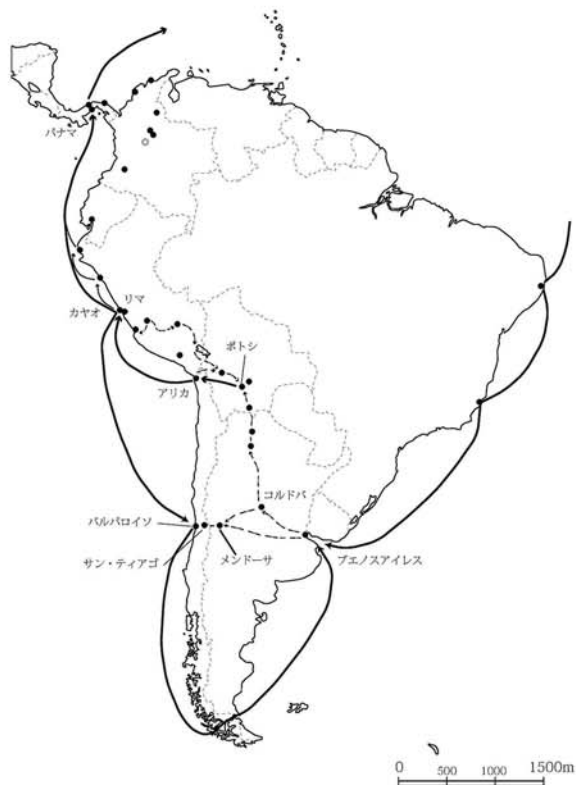 パナマ
リマ
カヤオ
ポトシ
アリカ
コルドバ
バルパロイソ
サン・ティアゴ
メンドーサ
ブエノスアイレス
0 500 1000 1500m